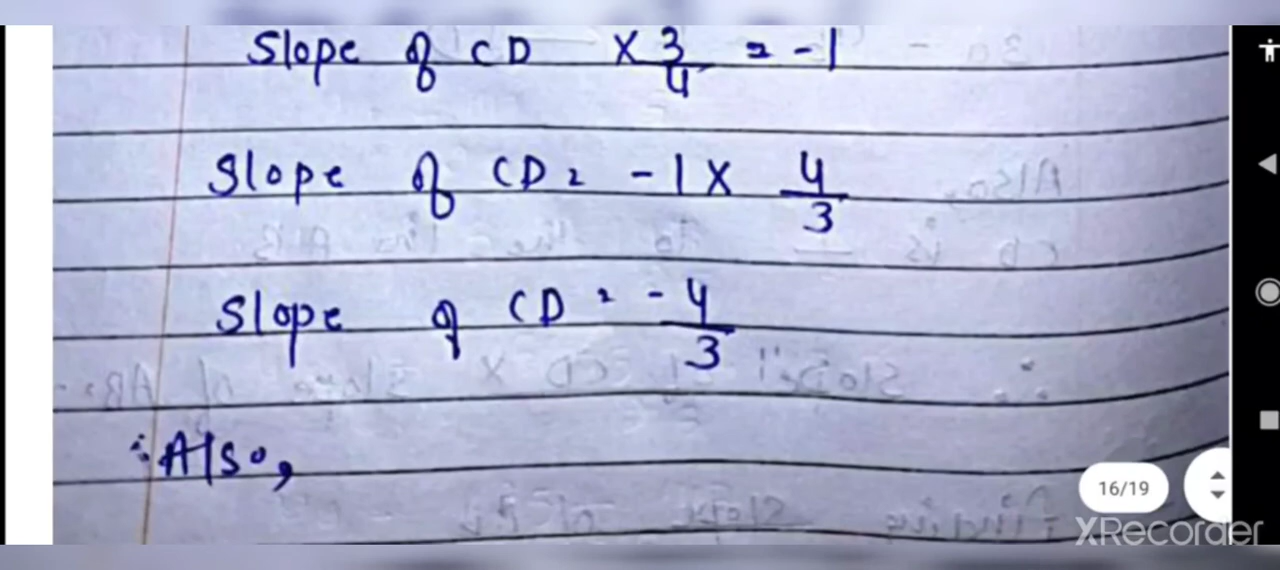 Slope of CD × 3/4 = -1
Slope of CD = -1 × 4/3
Slope of CD = -4/3
∴ Also,
16/19
XRecorder